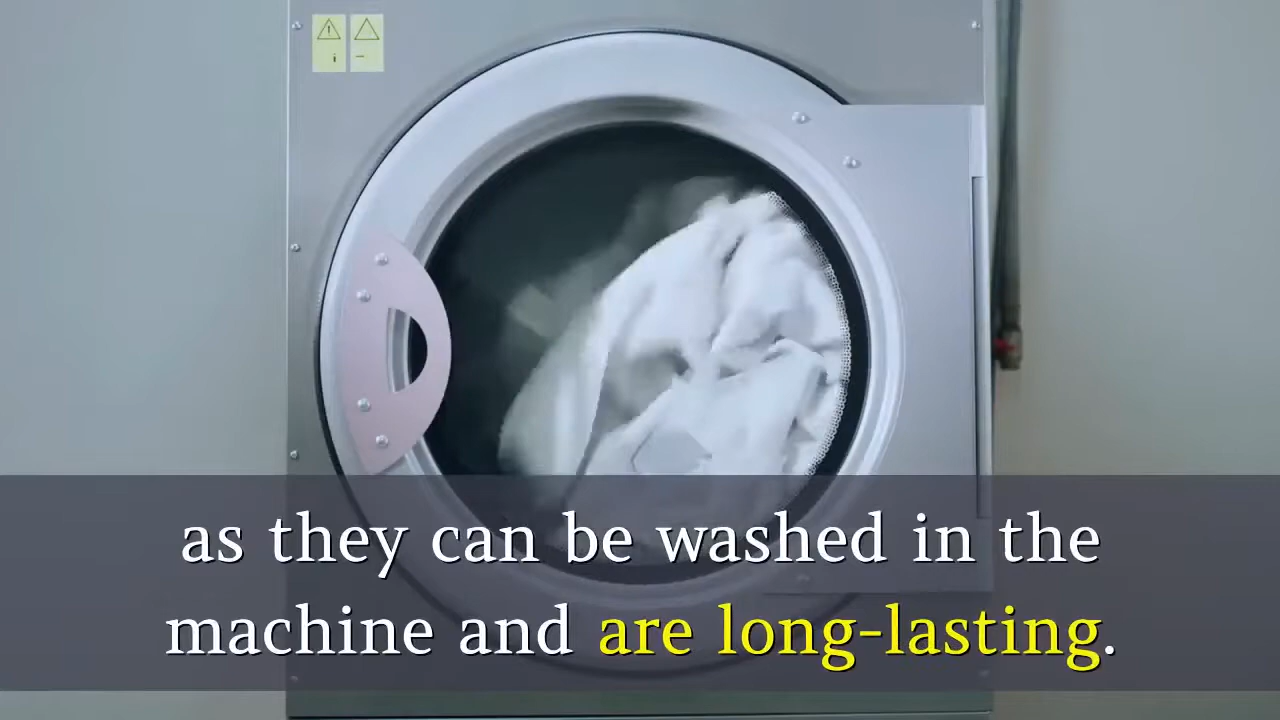 as they can be washed in the
machine and are long-lasting.